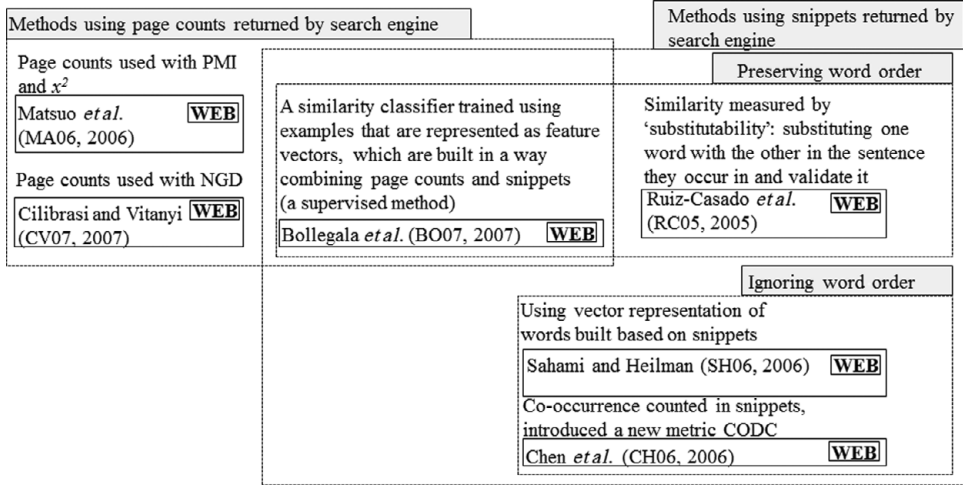 Methods using page counts returned by search engine
Methods using snippets returned by
search engine
Page counts used with PMI
and x²
Matsuo et al. WEB
(MA06, 2006)
Page counts used with NGD
Cilibrasi and Vitanyi WEB
(CV07, 2007)
A similarity classifier trained using
examples that are represented as feature
vectors, which are built in a way
combining page counts and snippets
(a supervised method)
Bollegala et al. (BO07, 2007) WEB
Preserving word order
Similarity measured by
‘substitutability’: substituting one
word with the other in the sentence
they occur in and validate it
Ruiz-Casado et al. WEB
(RC05, 2005)
Ignoring word order
Using vector representation of
words built based on snippets
Sahami and Heilman (SH06, 2006) WEB
Co-occurrence counted in snippets,
introduced a new metric CODC
Chen et al. (CH06, 2006) WEB